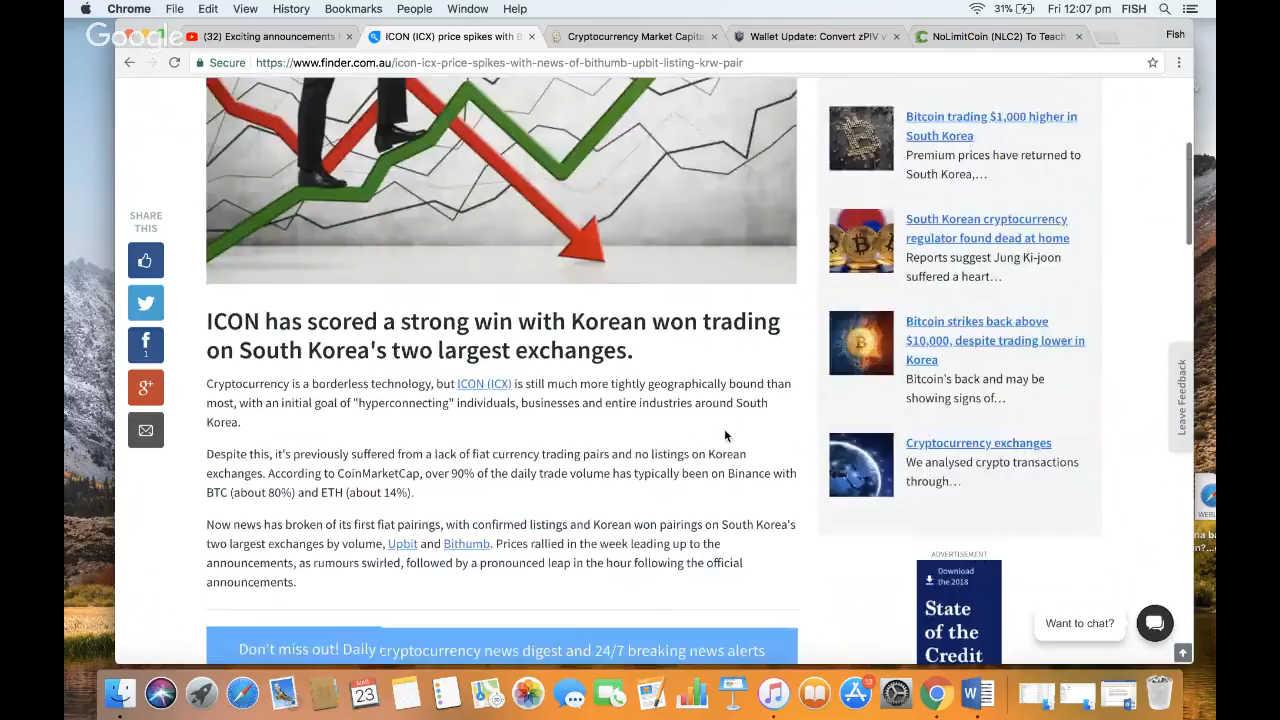 Chrome File Edit View History Bookmarks People Window Help 31% Fri 12:07 pm FISH
Google
(32) Exciting announcements ICON (ICX) price spikes with B Cryptocurrency Market Capita Wallet Update: Convert zPIV v NoLimitCoin (NLC2) To Teach Fish
Secure https://www.finder.com.au/icon-icx-price-spikes-with-news-of-bithumb-upbit-listing-krw-pair
SHARE
THIS
1
ICON has scored a strong win with Korean won trading
on South Korea's two largest exchanges.
Cryptocurrency is a borderless technology, but ICON (ICX) is still much more tightly geographically bound than
most, with an initial goal of "hyperconnecting" individuals, businesses and entire industries around South
Korea.
Despite this, it's previously suffered from a lack of fiat currency trading pairs and no listings on Korean
exchanges. According to CoinMarketCap, over 90% of the daily trade volume has typically been on Binance with
BTC (about 80%) and ETH (about 14%).
Now news has broken of its first fiat pairings, with confirmed listings and Korean won pairings on South Korea's
two largest exchanges by volume, Upbit and Bithumb. Prices rallied in the week leading up to the
announcements, as rumours swirled, followed by a pronounced leap in the hour following the official
announcements.
Don't miss out! Daily cryptocurrency news digest and 24/7 breaking news alerts
Bitcoin trading $1,000 higher in
South Korea
Premium prices have returned to
South Korea,...
South Korean cryptocurrency
regulator found dead at home
Reports suggest Jung Ki-joon
suffered a heart...
Bitcoin strikes back above
$10,000, despite trading lower in
Korea
Bitcoin's back and may be
showing signs of...
Cryptocurrency exchanges
We analysed crypto transactions
through...
ADVERTISEMENT
Download
the 2018
State
of the
Credit
Want to chat?
Leave Feedback
MAR
23